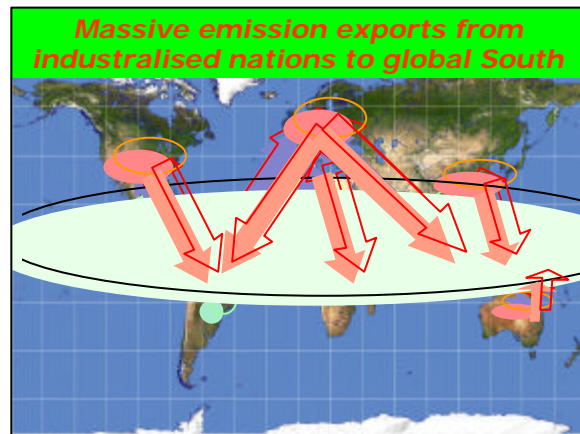 Massive emission exports from
industralised nations to global South